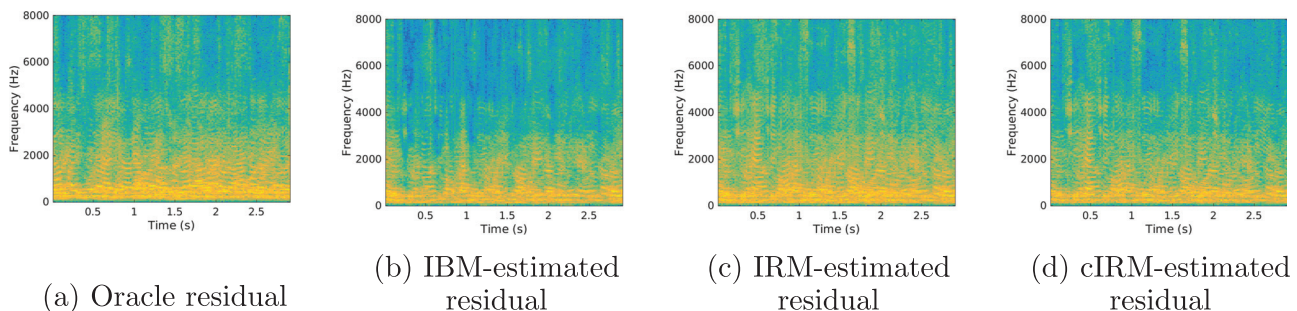 8000
6000
4000
2000
0
Frequency (Hz)
0.5 1 1.5 2 2.5
Time (s)
(a) Oracle residual
8000
6000
4000
2000
0
Frequency (Hz)
0.5 1 1.5 2 2.5
Time (s)
(b) IBM-estimated
residual
8000
6000
4000
2000
0
Frequency (Hz)
0.5 1 1.5 2 2.5
Time (s)
(c) IRM-estimated
residual
8000
6000
4000
2000
0
Frequency (Hz)
0.5 1 1.5 2 2.5
Time (s)
(d) cIRM-estimated
residual